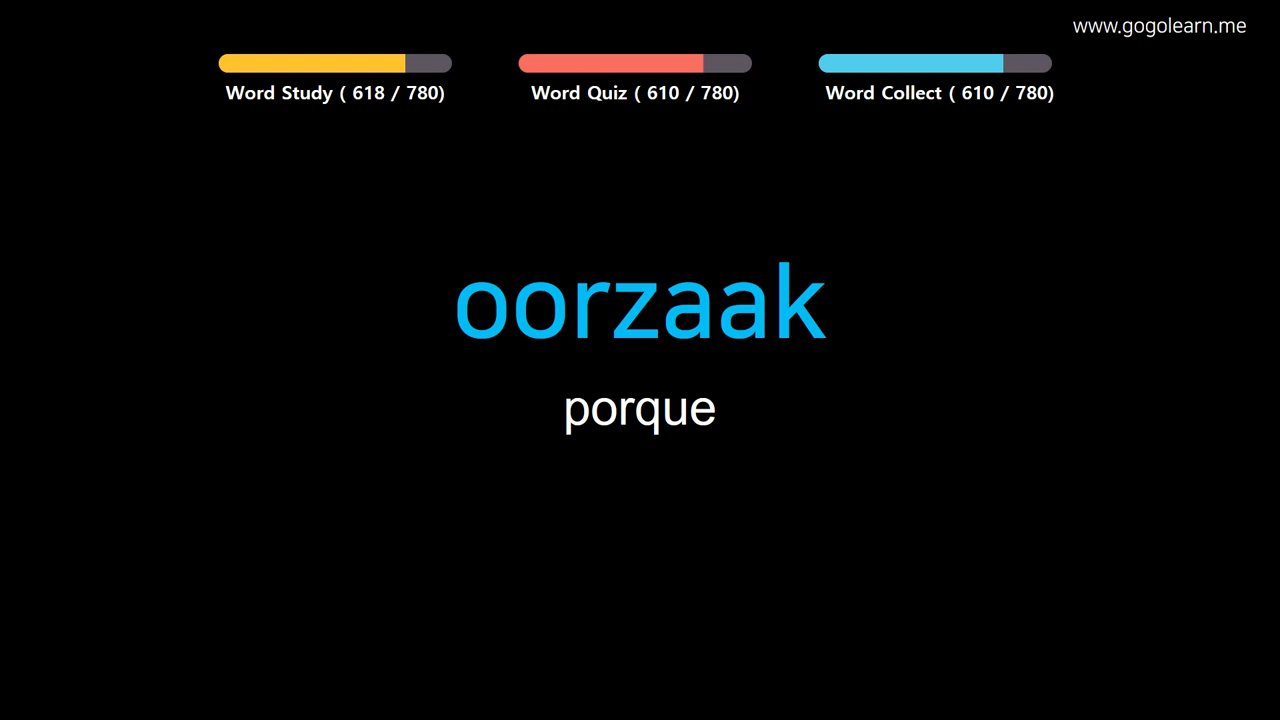 www.gogolearn.me
Word Study ( 618 / 780)
Word Quiz ( 610 / 780)
Word Collect ( 610 / 780)
oorzaak
porque